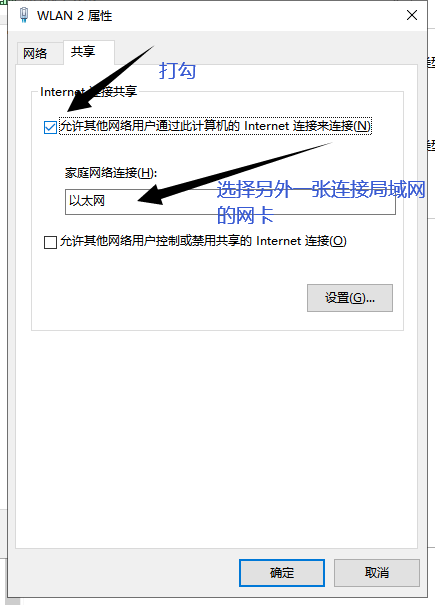 WLAN 2 属性
网络
共享
打勾
Internet 连接共享
允许其他网络用户通过此计算机的 Internet 连接来连接(N)
家庭网络连接(H):
选择另外一张连接局域网
以太网
的网卡
允许其他网络用户控制或禁用共享的 Internet 连接(O)
设置(G)...
确定
取消